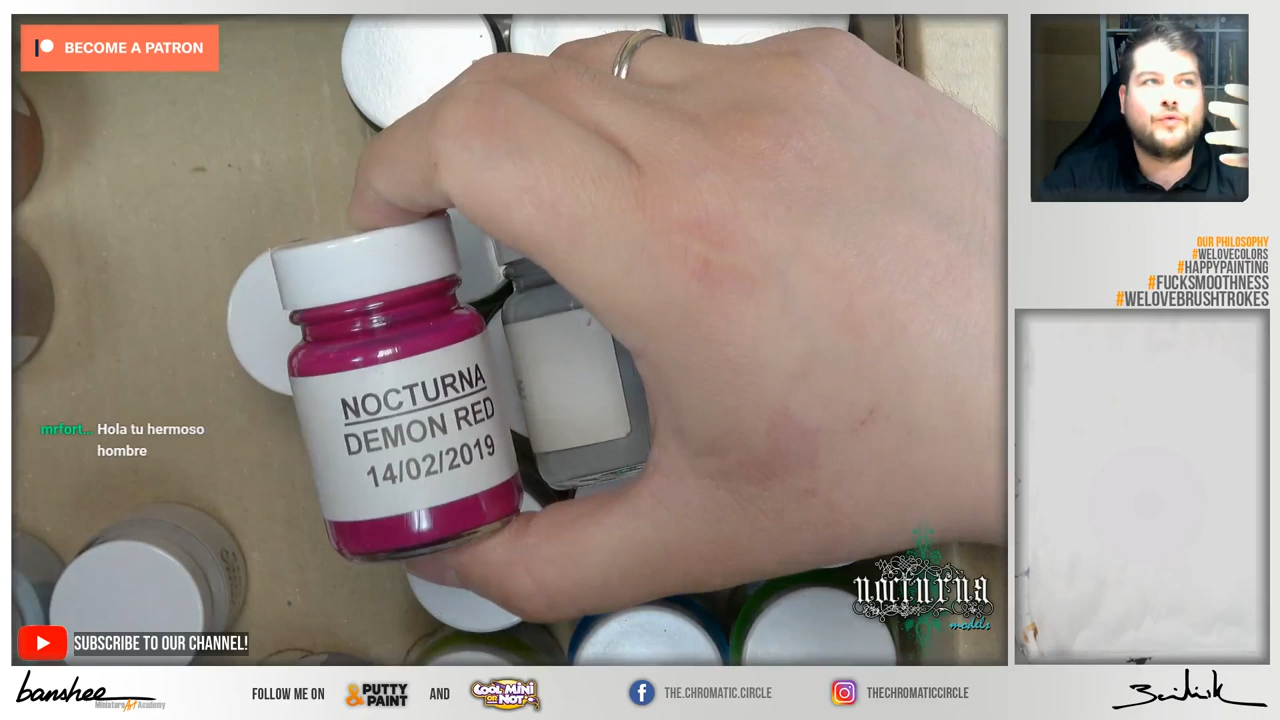 BECOME A PATRON
NOCTURNA
DEMON RED
14/02/2019
mrfort... Hola tu hermoso
hombre
nocturna
models
SUBSCRIBE TO OUR CHANNEL!
OUR PHILOSOPHY
#WELOVECOLORS
#HAPPYPAINTING
#FUCKSMOOTHNESS
#WELOVEBRUSHTROKES
banshee
Miniature Art Academy
FOLLOW ME ON
PUTTY
&PAINT
AND
COOL MINI
OR NOT
THE.CHROMATIC.CIRCLE
THECHROMATICCIRCLE